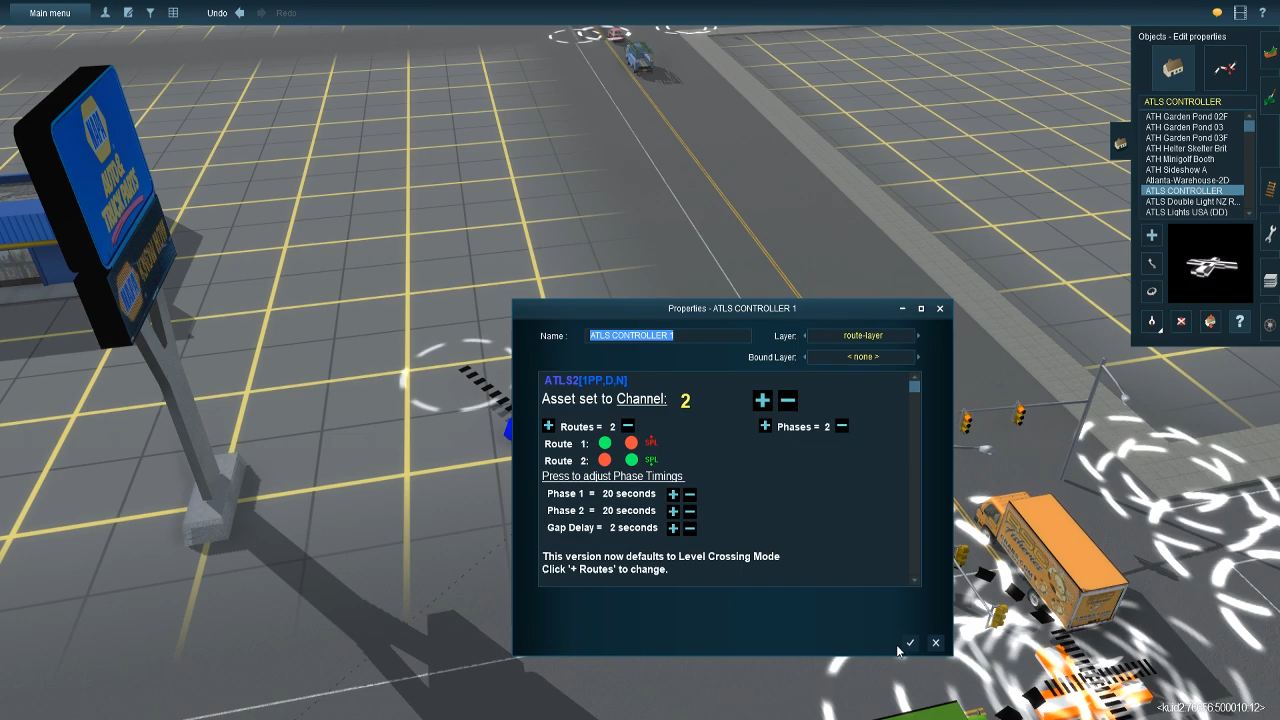 Main menu
Undo
Redo
?
Objects - Edit properties
ATLS CONTROLLER
ATH Garden Pond 02F
ATH Garden Pond 03
ATH Garden Pond 03F
ATH Helter Skelter Brit
ATH Minigolf Booth
ATH Sideshow A
Atlanta-Warehouse-2D
ATLS CONTROLLER
ATLS Double Light NZ R...
ATLS Lights USA (DD)
?
NAPA
AUTO &
TRUCK PARTS
Properties - ATLS CONTROLLER 1
Name :
ATLS CONTROLLER 1
Layer:
route-layer
Bound Layer:
< none >
ATLS2[1PP,D,N]
Asset set to Channel: 2
Routes = 2
Phases = 2
Route 1: SPL
Route 2: SPL
Press to adjust Phase Timings
Phase 1 = 20 seconds
Phase 2 = 20 seconds
Gap Delay = 2 seconds
This version now defaults to Level Crossing Mode
Click '+ Routes' to change.